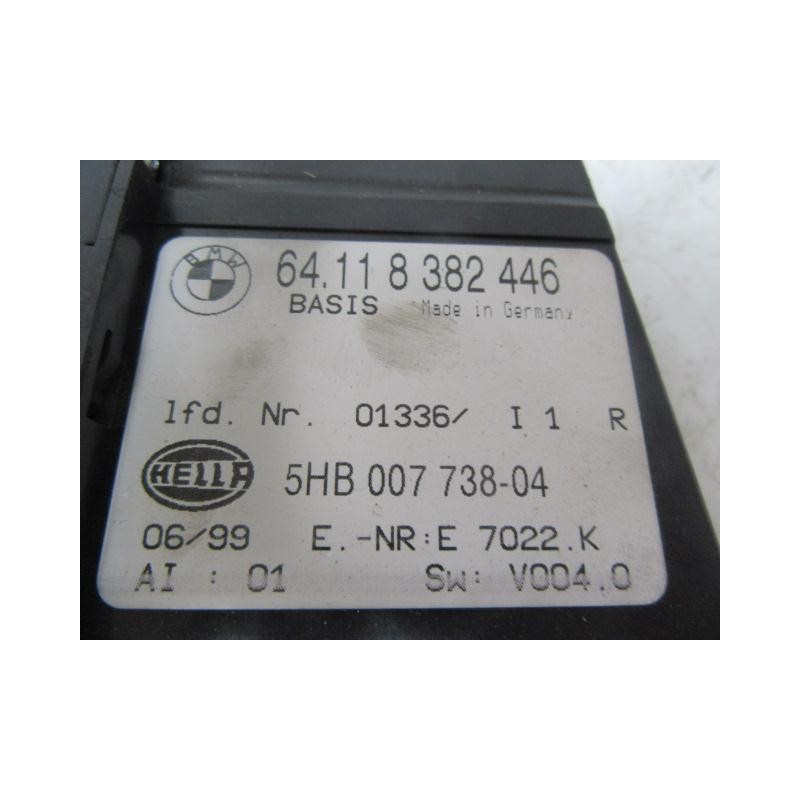 BMW
64.11 8 382 446
BASIS Made in Germany
lfd. Nr. 01336/ I 1 R
HELLA 5HB 007 738-04
06/99 E.-NR:E 7022.K
AI : 01 SW: V004.0